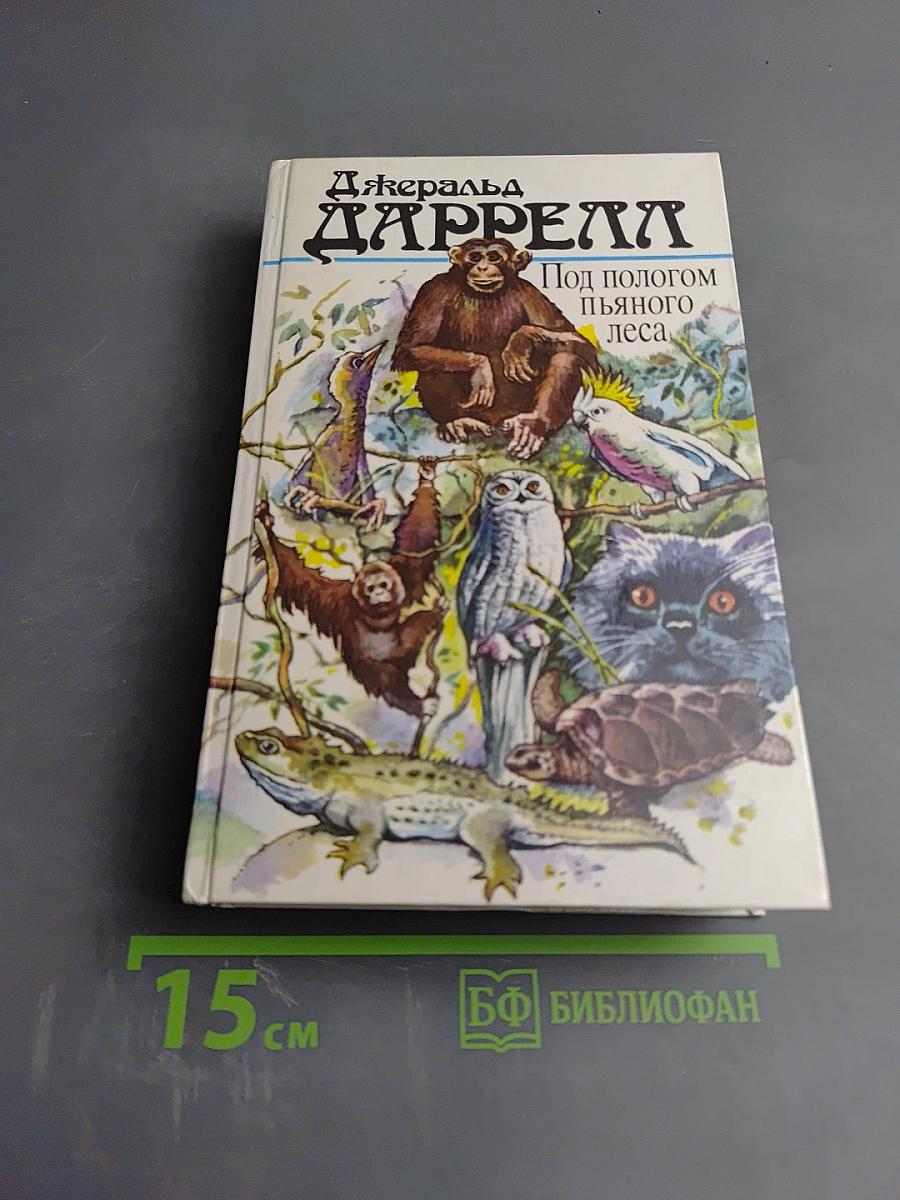 Джеральд
ДАРРЕЛЛ
Под пологом
пьяного
леса
15 см
БФ БИБЛИОФАН